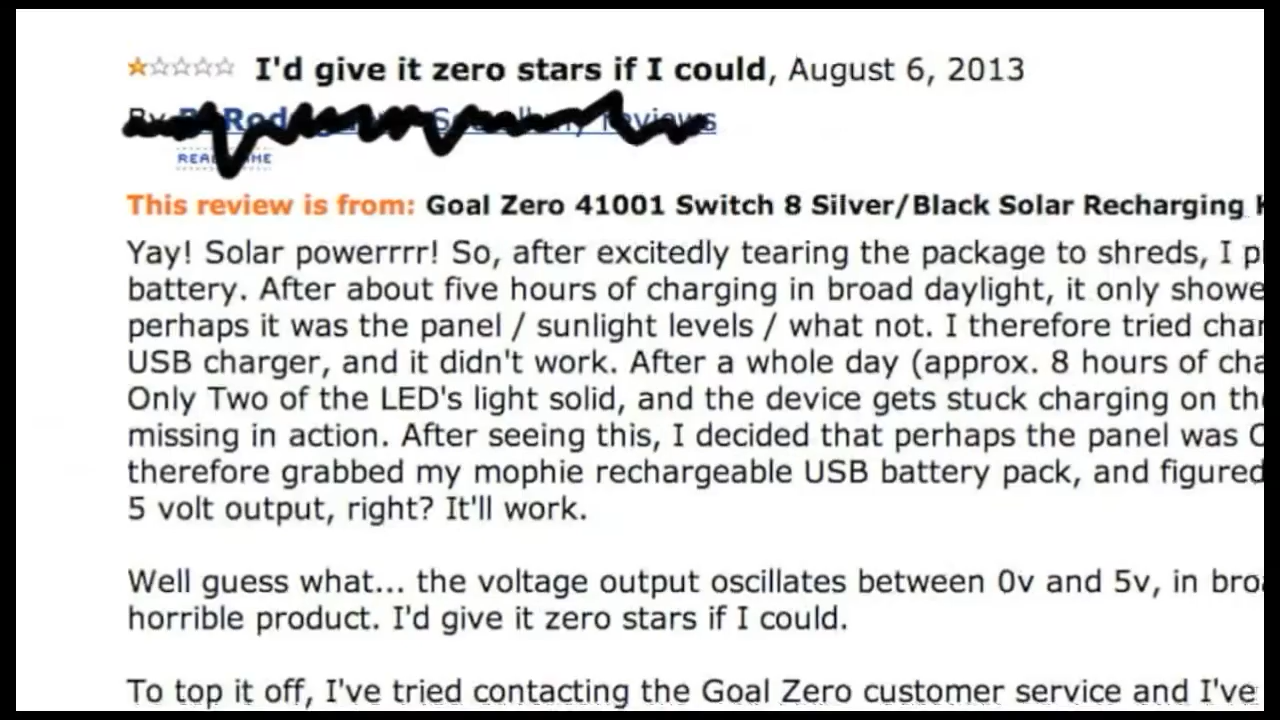 I'd give it zero stars if I could, August 6, 2013
By
This review is from: Goal Zero 41001 Switch 8 Silver/Black Solar Recharging
Yay! Solar powerrrr! So, after excitedly tearing the package to shreds, I
battery. After about five hours of charging in broad daylight, it only
perhaps it was the panel / sunlight levels / what not. I therefore tried
USB charger, and it didn't work. After a whole day (approx. 8 hours of
Only Two of the LED's light solid, and the device gets stuck charging on
missing in action. After seeing this, I decided that perhaps the panel was
therefore grabbed my mophie rechargeable USB battery pack, and figured
5 volt output, right? It'll work.
Well guess what... the voltage output oscillates between 0v and 5v, in
horrible product. I'd give it zero stars if I could.
To top it off, I've tried contacting the Goal Zero customer service and I've